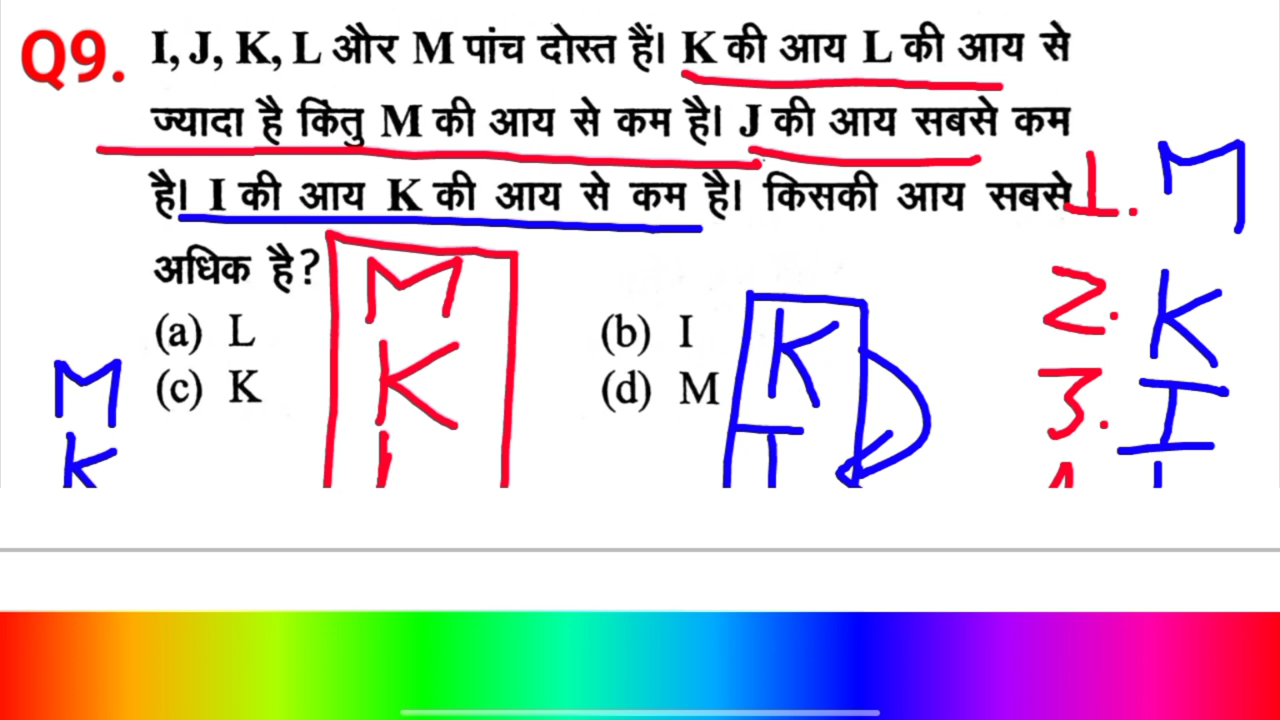 Q9. I, J, K, L और M पांच दोस्त हैं। K की आय L की आय से
ज्यादा है किंतु M की आय से कम है। J की आय सबसे कम
है। I की आय K की आय से कम है। किसकी आय सबसे
अधिक है?
(a) L
(b) I
(c) K
(d) M
M
K
M
K
K
I
1. M
2. K
3. I